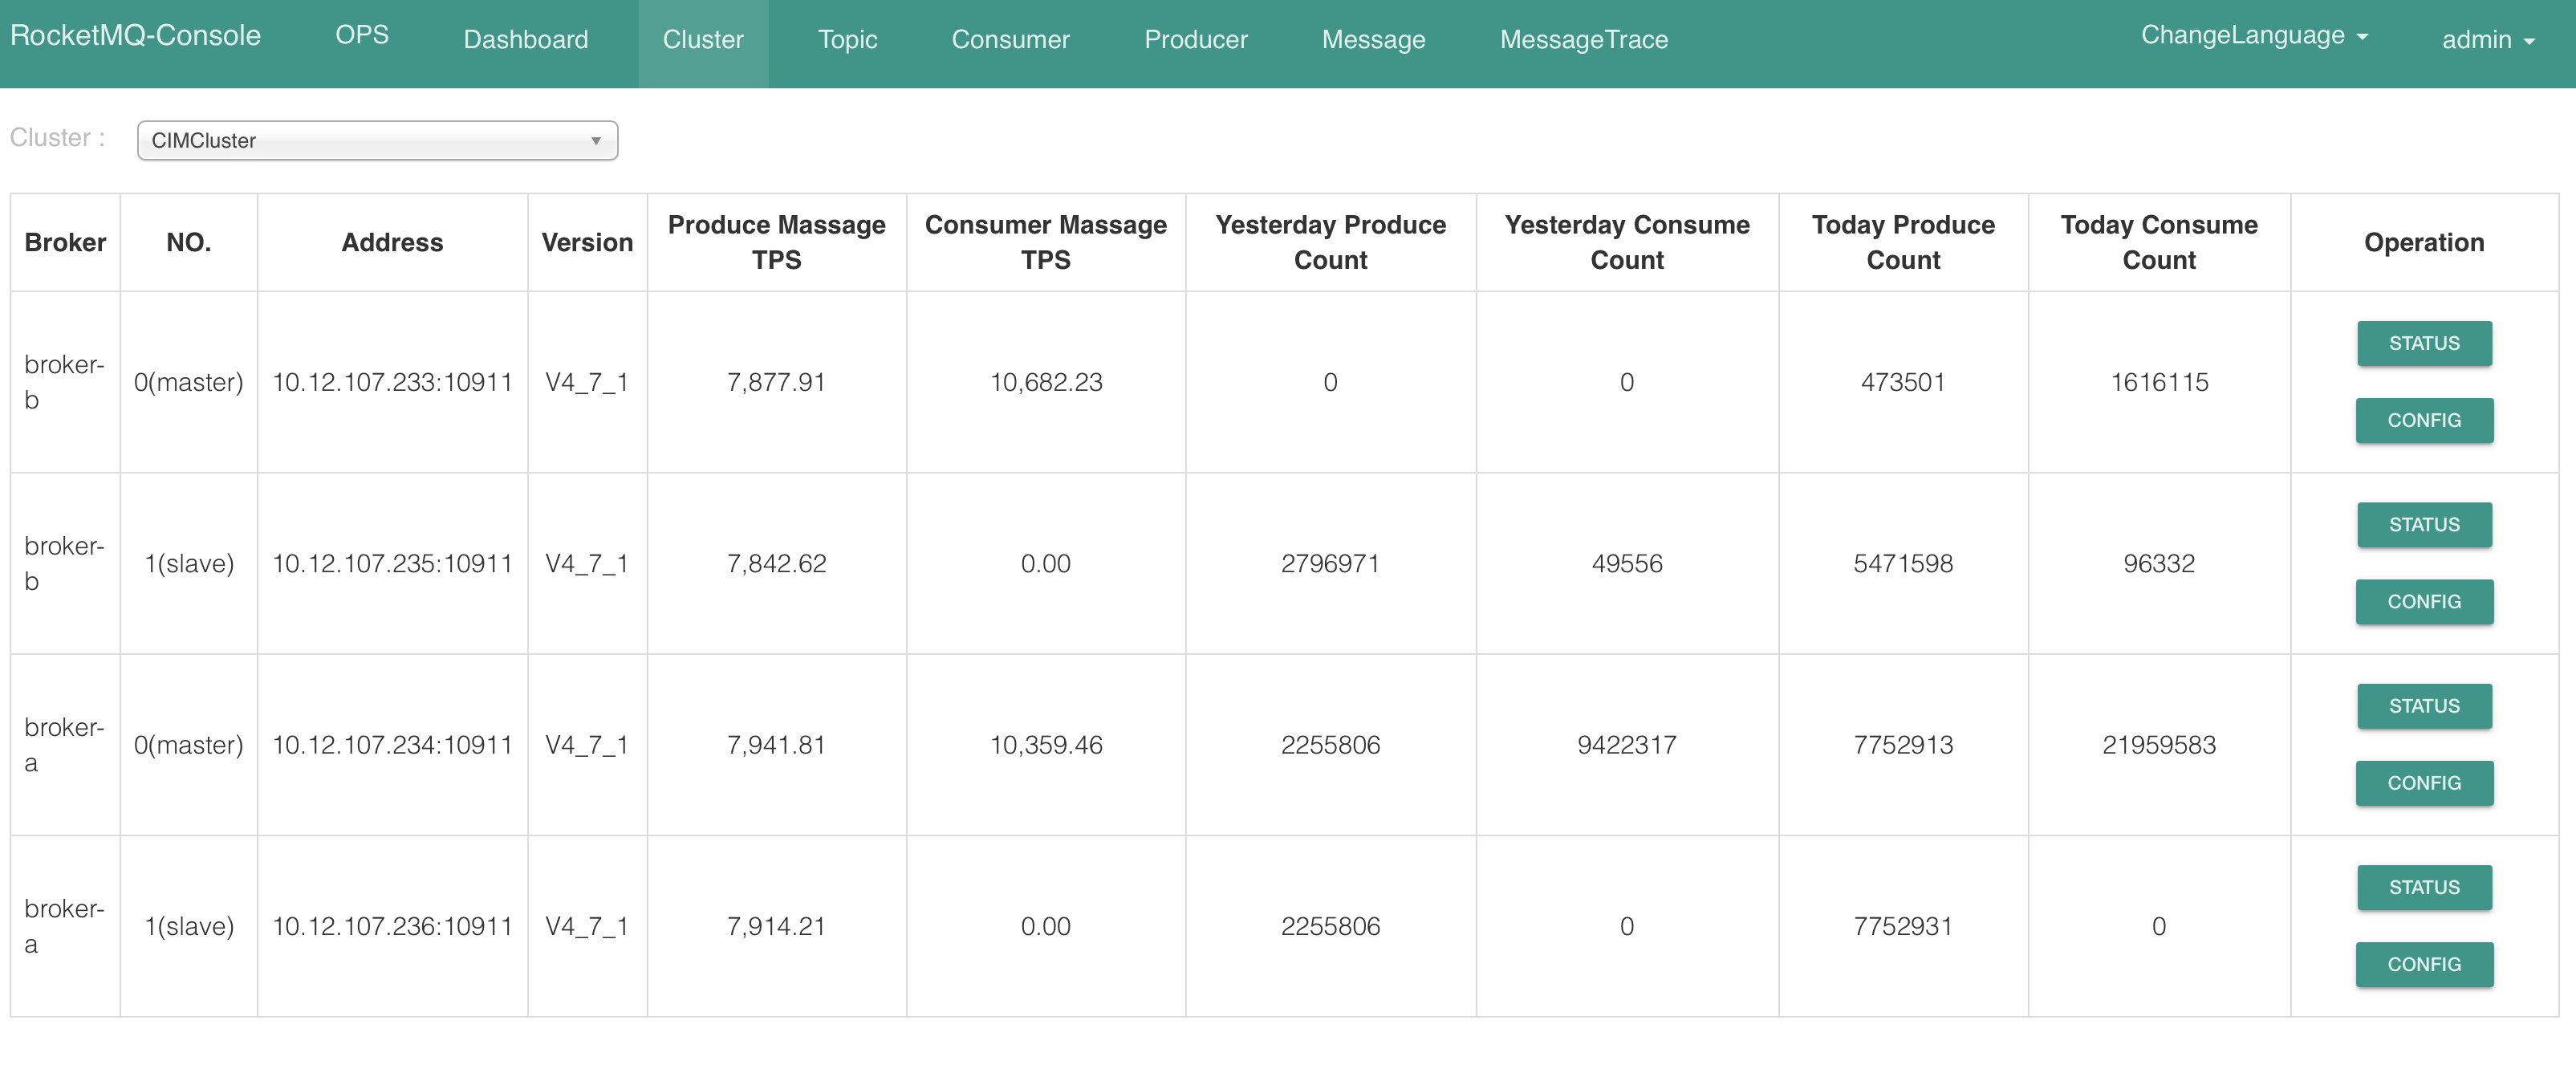 RocketMQ-Console OPS Dashboard Cluster Topic Consumer Producer Message MessageTrace ChangeLanguage admin
Cluster : CIMCluster
Broker NO. Address Version Produce Massage TPS Consumer Massage TPS Yesterday Produce Count Yesterday Consume Count Today Produce Count Today Consume Count Operation
broker-b 0(master) 10.12.107.233:10911 V4_7_1 7,877.91 10,682.23 0 0 473501 1616115 STATUS CONFIG
broker-b 1(slave) 10.12.107.235:10911 V4_7_1 7,842.62 0.00 2796971 49556 5471598 96332 STATUS CONFIG
broker-a 0(master) 10.12.107.234:10911 V4_7_1 7,941.81 10,359.46 2255806 9422317 7752913 21959583 STATUS CONFIG
broker-a 1(slave) 10.12.107.236:10911 V4_7_1 7,914.21 0.00 2255806 0 7752931 0 STATUS CONFIG